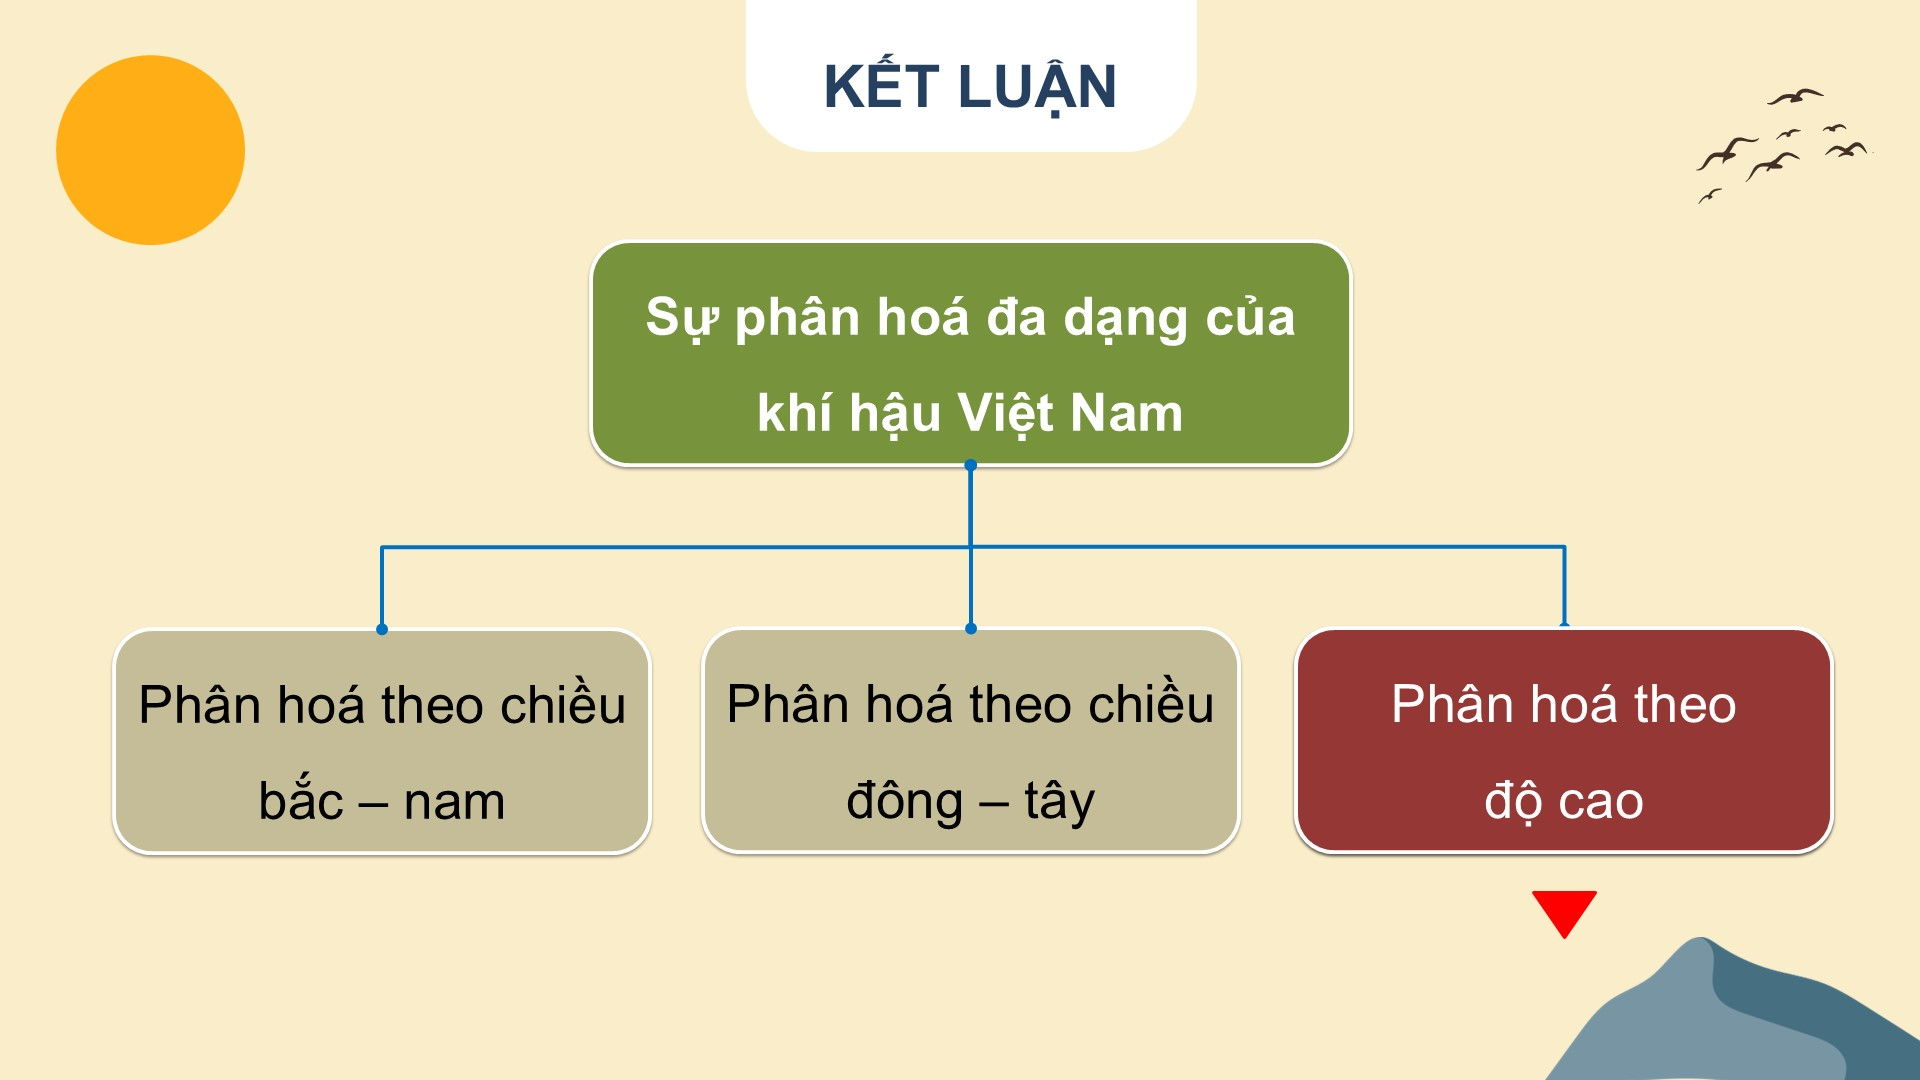 KẾT LUẬN
Sự phân hoá đa dạng của
khí hậu Việt Nam
Phân hoá theo chiều
bắc – nam
Phân hoá theo chiều
đông – tây
Phân hoá theo
độ cao